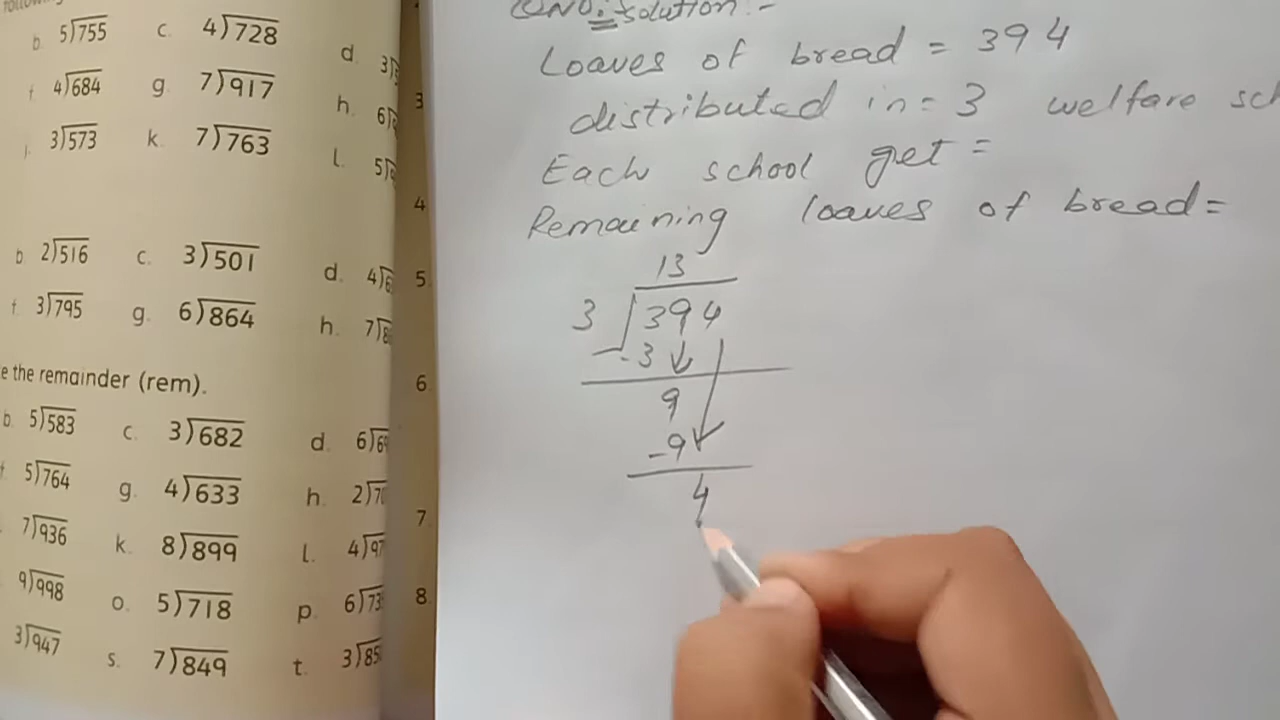 b. 5)755 c. 4)728 d
f. 4)684 g. 7)917 h.
j. 3)573 k. 7)763 l.
b 2)516 c. 3)501 d.
f. 3)795 g. 6)864 h.
e the remainder (rem).
b. 5)583 c. 3)682 d.
f. 5)764 g. 4)633 h.
7)936 k. 8)899 l.
9)998 o. 5)718 p.
3)947 s. 7)849 t.
3
4
5
6
7
8
QNo: Solution:-
Loaves of bread = 394
distributed in = 3 welfare sch
Each school get =
Remaining loaves of bread =
13
3 394
-3
9
-9
4